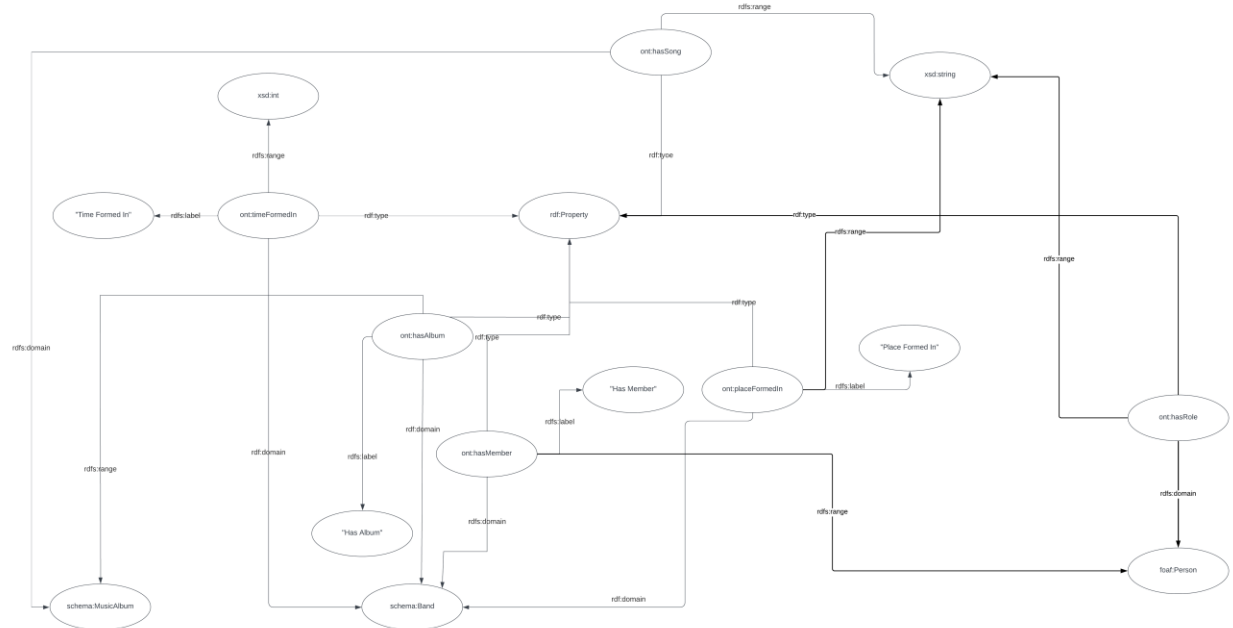 rdfs:range
ont:hasSong
xsd:string
xsd:int
rdf:tyoe
rdfs:range
"Time Formed In"
rdfs:label
ont:timeFormedIn
rdf:type
rdf:Property
rdf:type
rdfs:range
rdfs:range
rdf:type
rdf:type
ont:hasAlbum
rdf:type
rdfs:domain
"Place Formed In"
"Has Member"
ont:placeFormedIn
rdfs:label
ont:hasRole
rdfs:label
rdf:domain
rdf:domain
ont:hasMember
rdfs:label
rdfs:range
rdfs:domain
rdfs:range
rdfs:domain
"Has Album"
foaf:Person
rdf:domain
schema:MusicAlbum
schema:Band